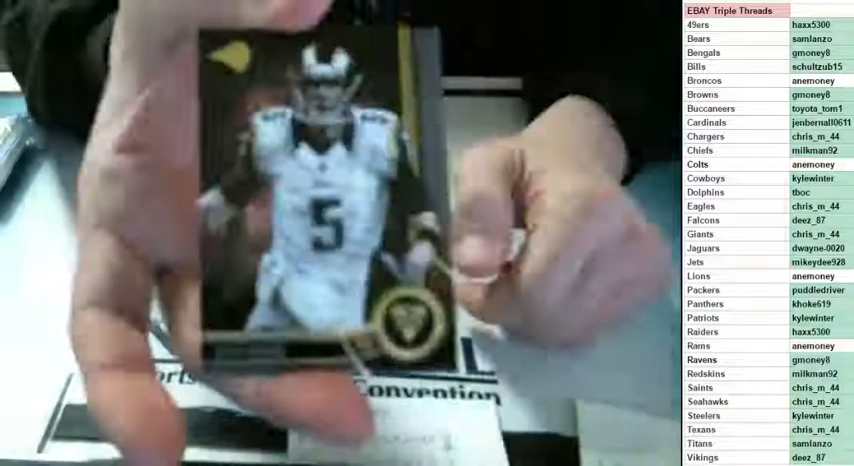 EBAY Triple Threads
49ers haxx5300
Bears samlanzo
Bengals gmoney8
Bills schultzub15
Broncos anemoney
Browns gmoney8
Buccaneers toyota_tom1
Cardinals jenbernall0611
Chargers chris_m_44
Chiefs milkman92
Colts anemoney
Cowboys kylewinter
Dolphins tboc
Eagles chris_m_44
Falcons deez_87
Giants chris_m_44
Jaguars dwayne-0020
Jets mikeydee928
Lions anemoney
Packers puddledriver
Panthers khoke619
Patriots kylewinter
Raiders haxx5300
Rams anemoney
Ravens gmoney8
Redskins milkman92
Saints chris_m_44
Seahawks chris_m_44
Steelers kylewinter
Texans chris_m_44
Titans samlanzo
Vikings deez_87
5
Convention